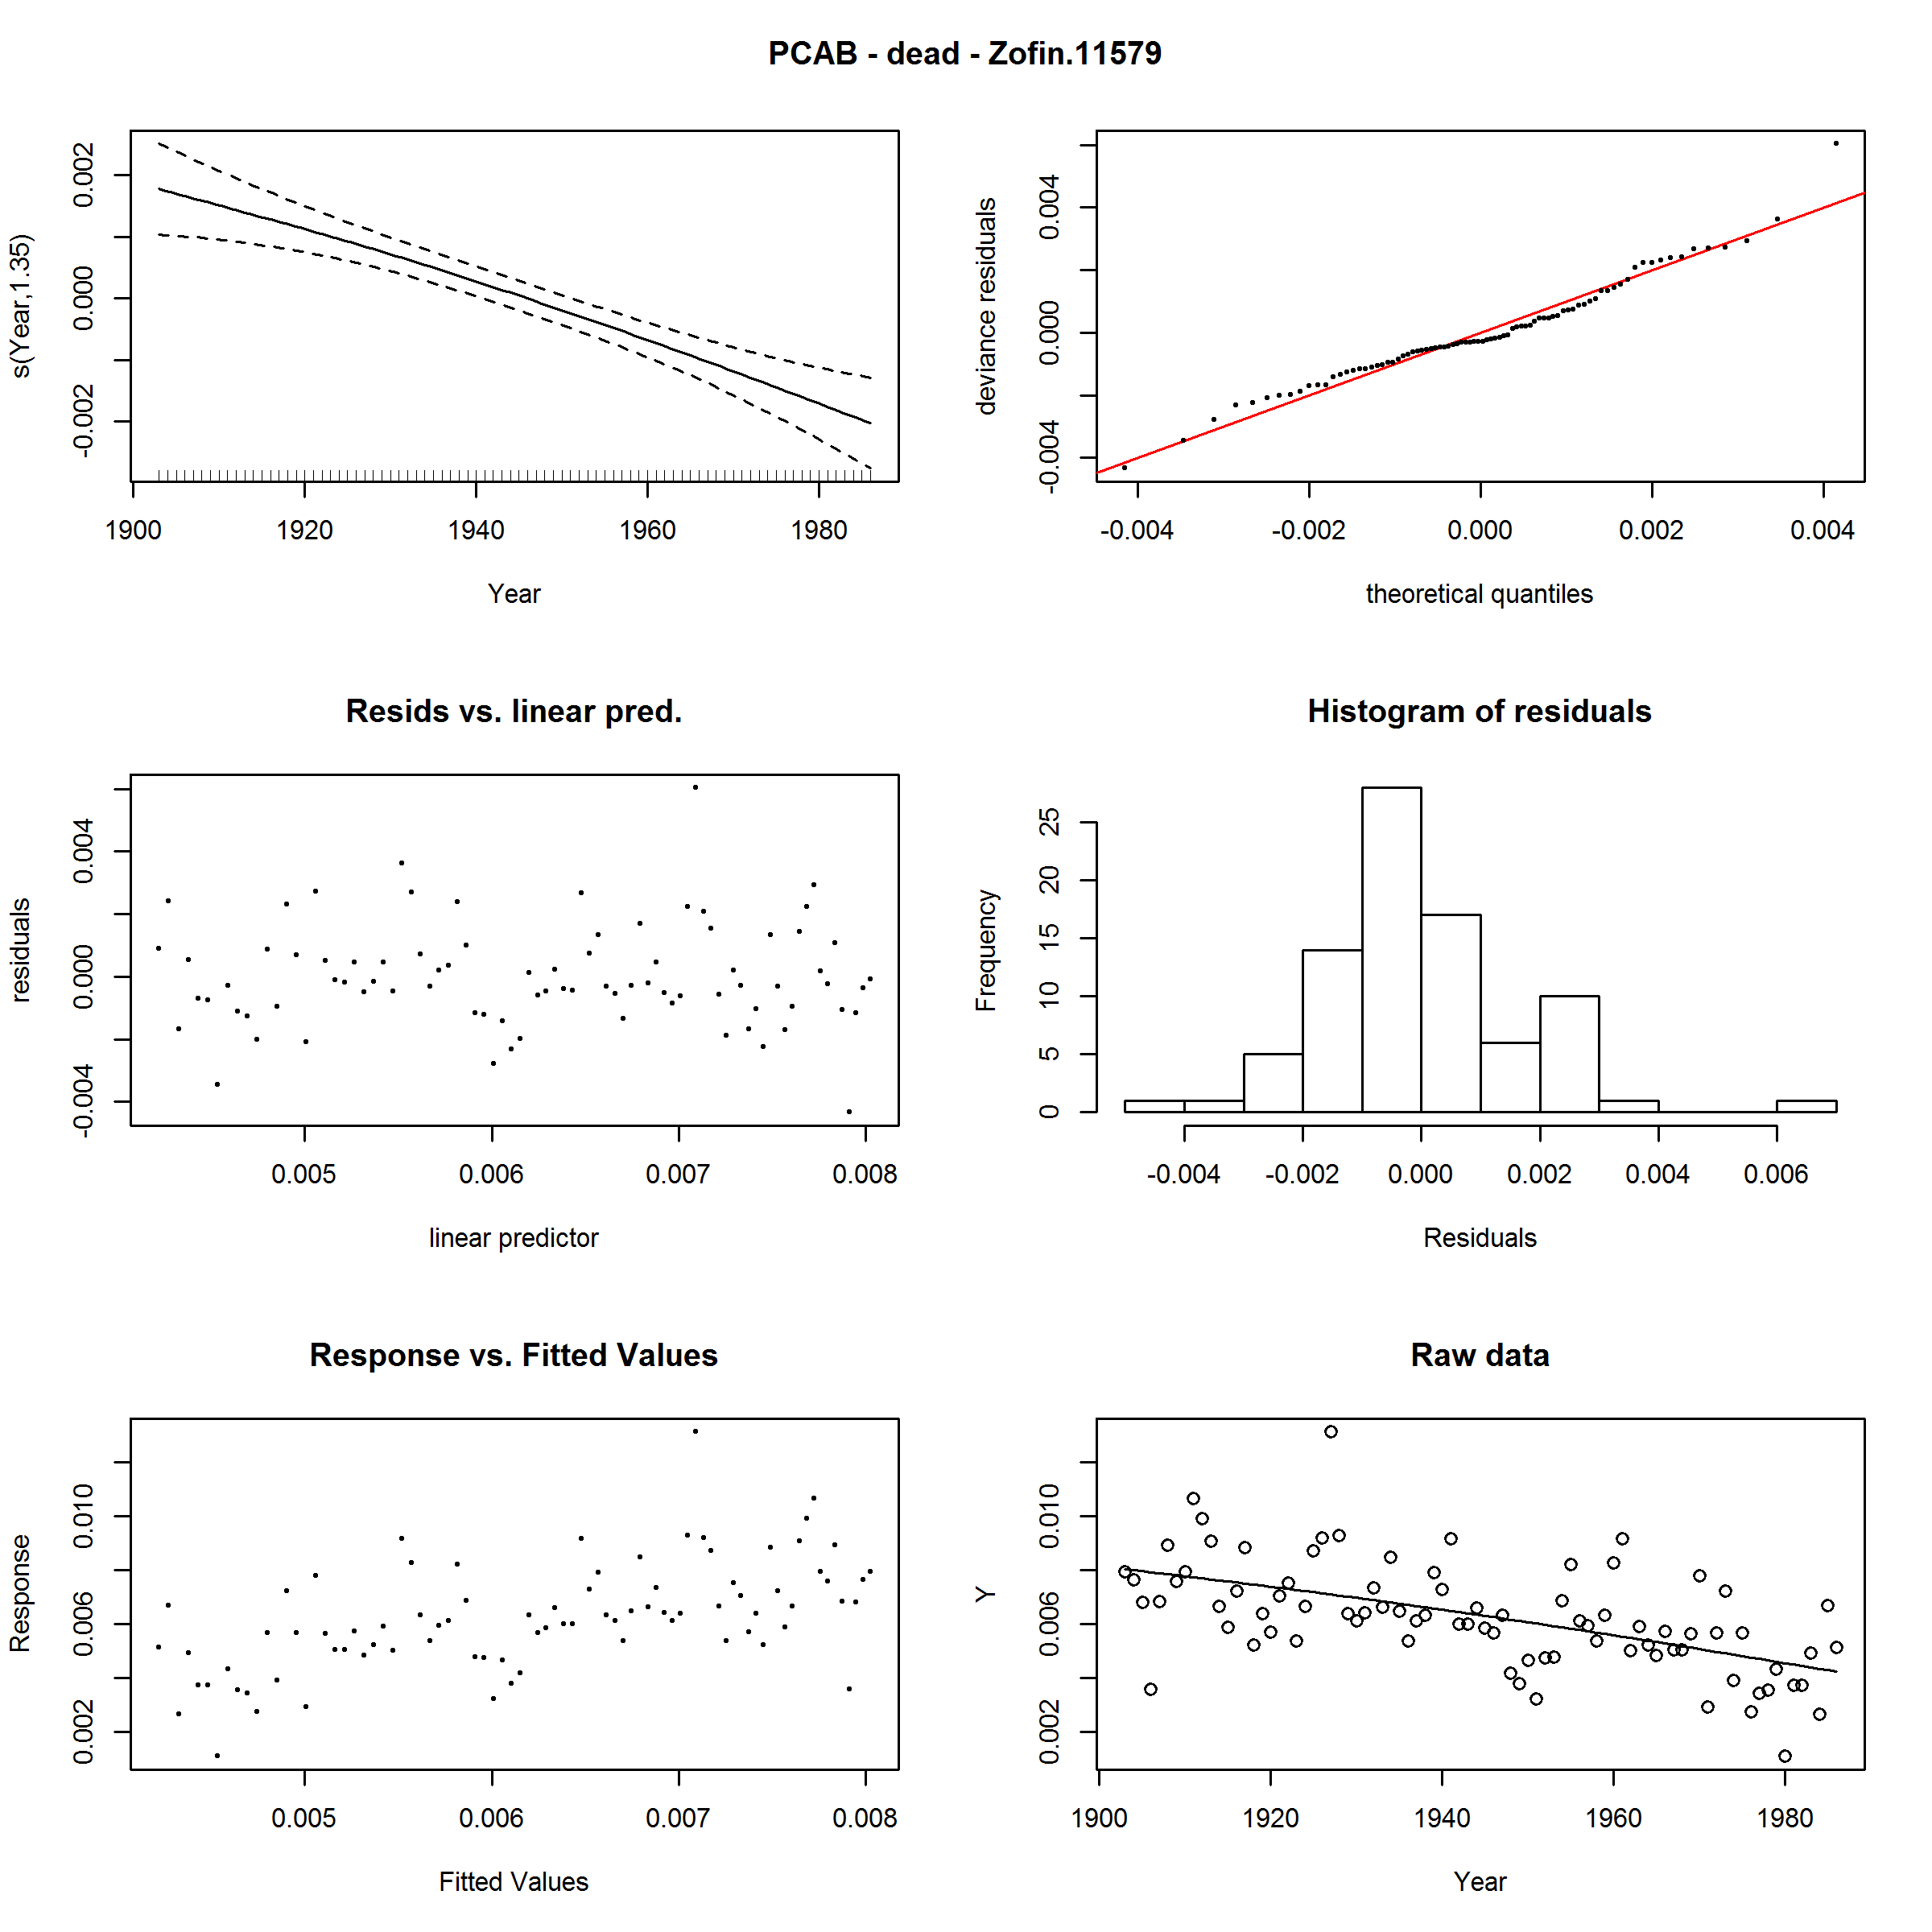 PCAB - dead - Zofin.11579
s(Year,1.35)
-0.002 0.000 0.002
1900 1920 1940 1960 1980
Year
deviance residuals
-0.004 0.000 0.004
-0.004 -0.002 0.000 0.002 0.004
theoretical quantiles
Resids vs. linear pred.
residuals
-0.004 0.000 0.004
0.005 0.006 0.007 0.008
linear predictor
Histogram of residuals
Frequency
0 5 10 15 20 25
-0.004 -0.002 0.000 0.002 0.004 0.006
Residuals
Response vs. Fitted Values
Response
0.002 0.006 0.010
0.005 0.006 0.007 0.008
Fitted Values
Raw data
Y
0.002 0.006 0.010
1900 1920 1940 1960 1980
Year